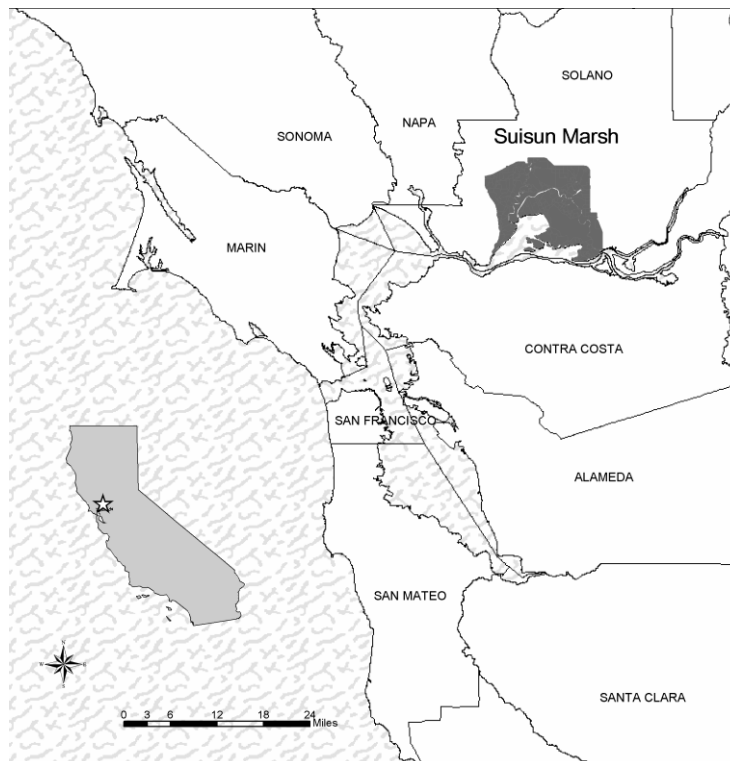 SOLANO
NAPA
SONOMA
Suisun Marsh
MARIN
CONTRA COSTA
SAN FRANCISCO
ALAMEDA
SAN MATEO
SANTA CLARA
N
0 3 6 12 18 24
Miles